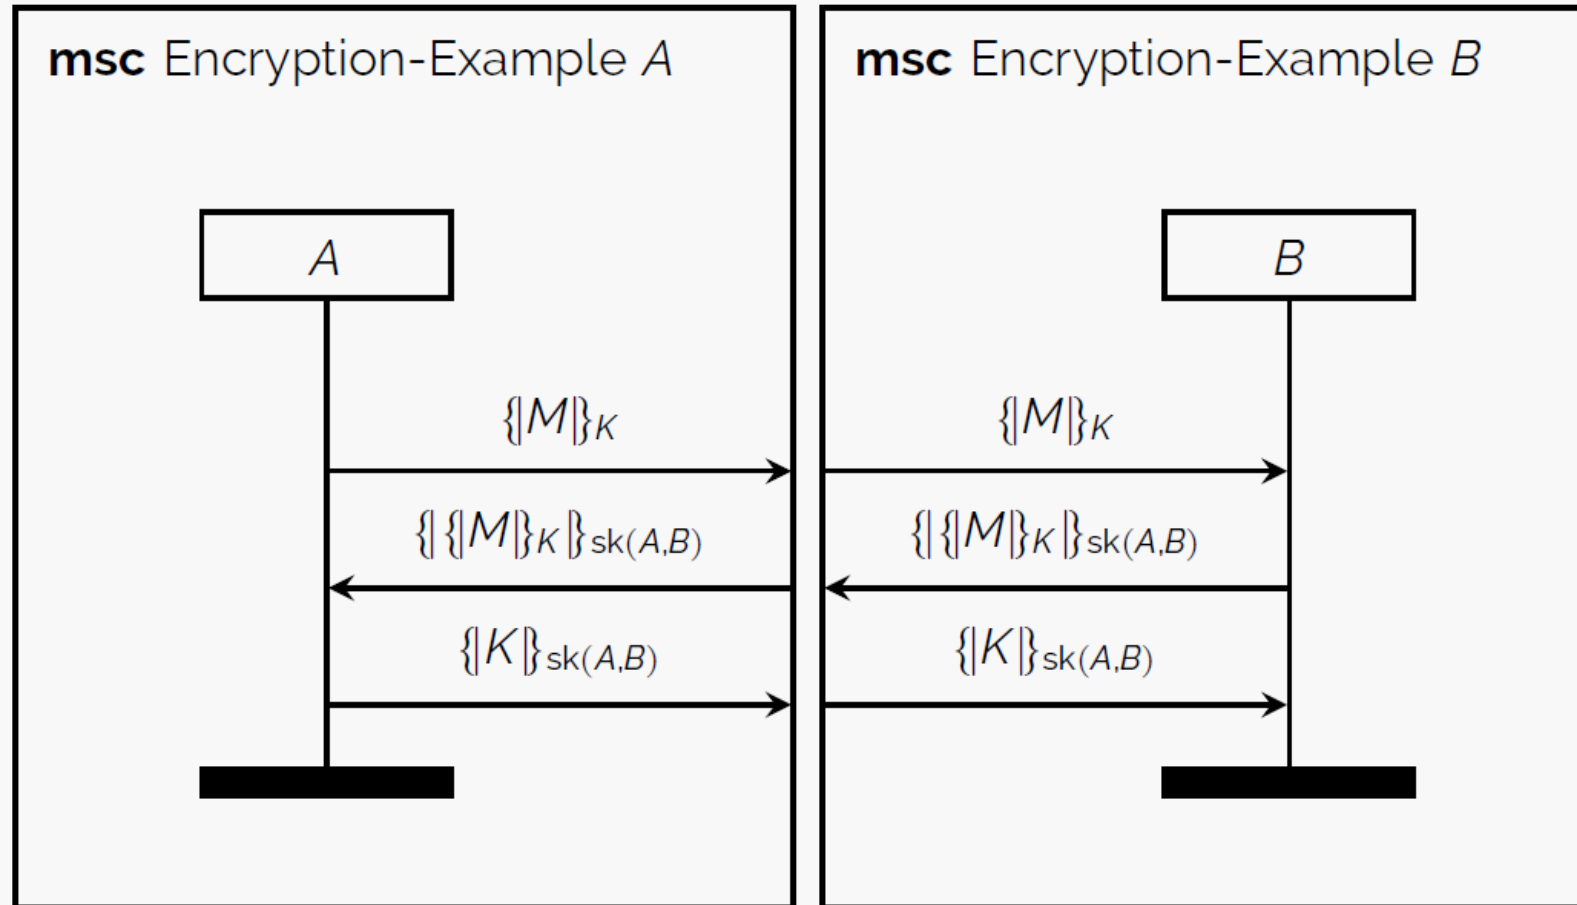 msc Encryption-Example A
A
{|M|}K
{| {|M|}K |}sk(A,B)
{|K|}sk(A,B)
msc Encryption-Example B
B
{|M|}K
{| {|M|}K |}sk(A,B)
{|K|}sk(A,B)